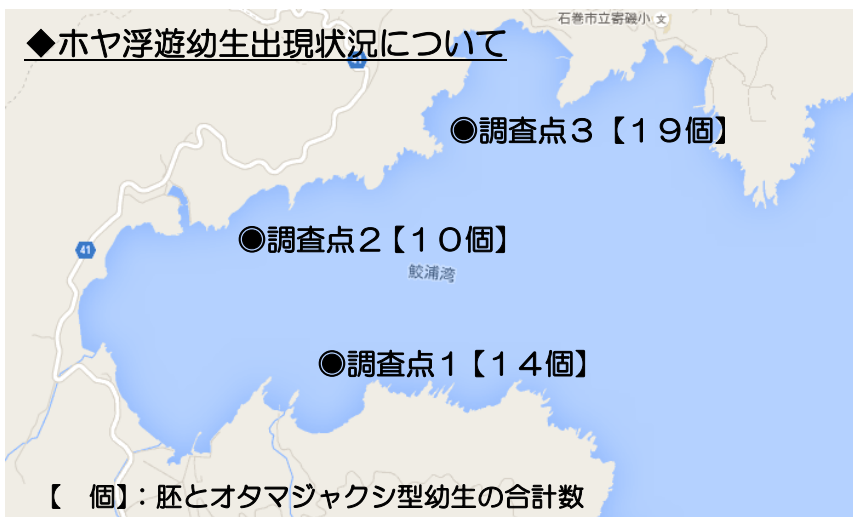 石巻市立寄磯小
◆ホヤ浮遊幼生出現状況について
41
◉調査点３【１９個】
◉調査点２【１０個】
41
鮫浦湾
◉調査点１【１４個】
【　個】：胚とオタマジャクシ型幼生の合計数